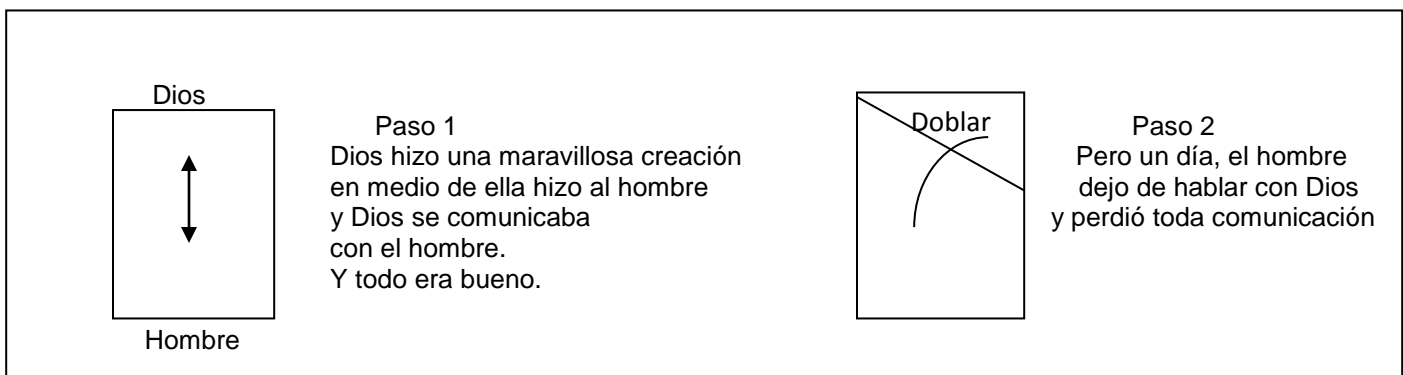 Dios
Paso 1
Dios hizo una maravillosa creación
en medio de ella hizo al hombre
y Dios se comunicaba
con el hombre.
Y todo era bueno.
Hombre
Doblar
Paso 2
Pero un día, el hombre
dejo de hablar con Dios
y perdió toda comunicación